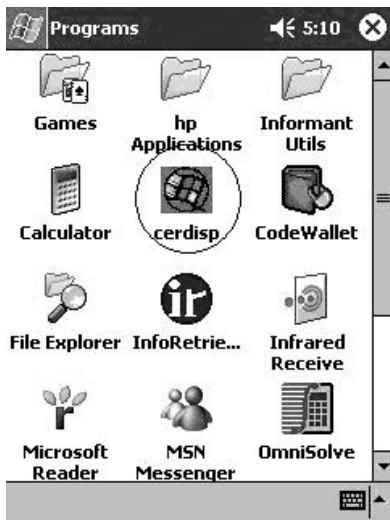 Programs 5:10
Games hp Informant
Applications Utils
Calculator cerdisp CodeWallet
ir
File Explorer InfoRetrie... Infrared
Receive
Microsoft MSN OmniSolve
Reader Messenger